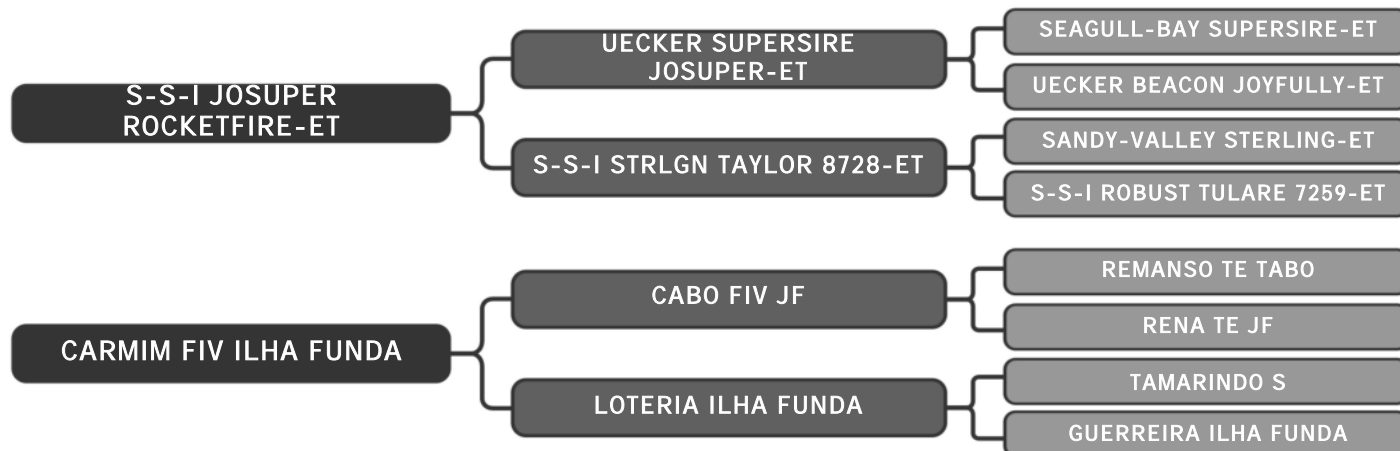 S-S-I JOSUPER
ROCKETFIRE-ET
UECKER SUPERSIRE
JOSUPER-ET
S-S-I STRLGN TAYLOR 8728-ET
SEAGULL-BAY SUPERSIRE-ET
UECKER BEACON JOYFULLY-ET
SANDY-VALLEY STERLING-ET
S-S-I ROBUST TULARE 7259-ET
CARMIM FIV ILHA FUNDA
CABO FIV JF
LOTERIA ILHA FUNDA
REMANSO TE TABO
RENA TE JF
TAMARINDO S
GUERREIRA ILHA FUNDA